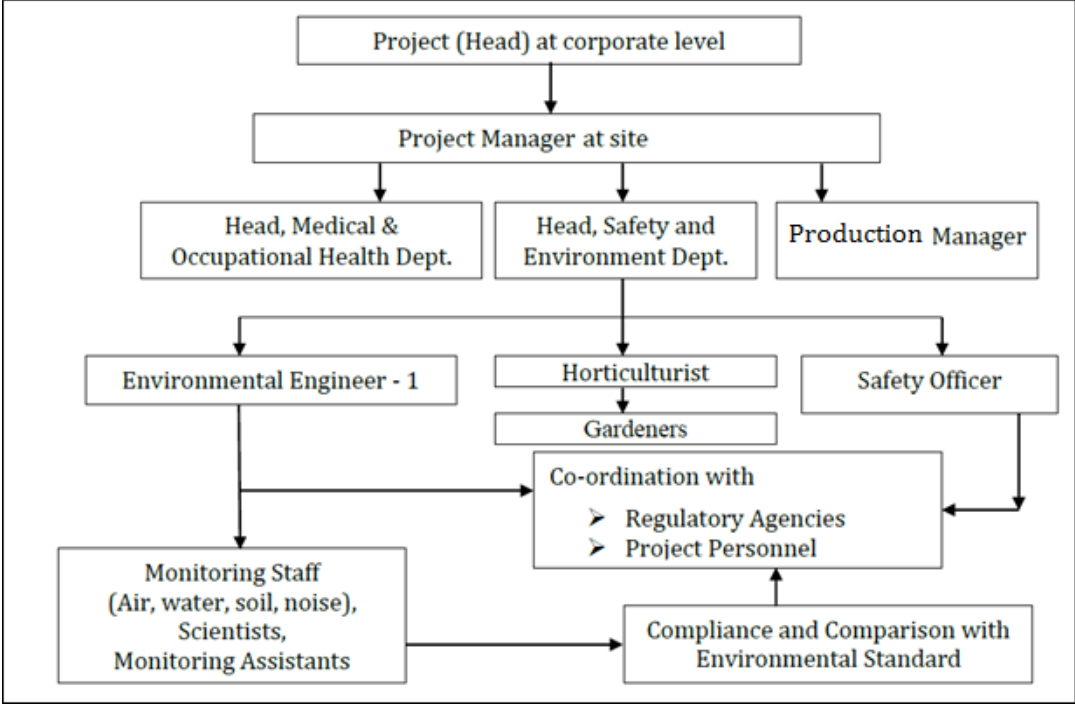 Project (Head) at corporate level
Project Manager at site
Head, Medical &
Occupational Health Dept.
Head, Safety and
Environment Dept.
Production Manager
Environmental Engineer - 1
Horticulturist
Safety Officer
Gardeners
Co-ordination with
➢ Regulatory Agencies
➢ Project Personnel
Monitoring Staff
(Air, water, soil, noise),
Scientists,
Monitoring Assistants
Compliance and Comparison with
Environmental Standard